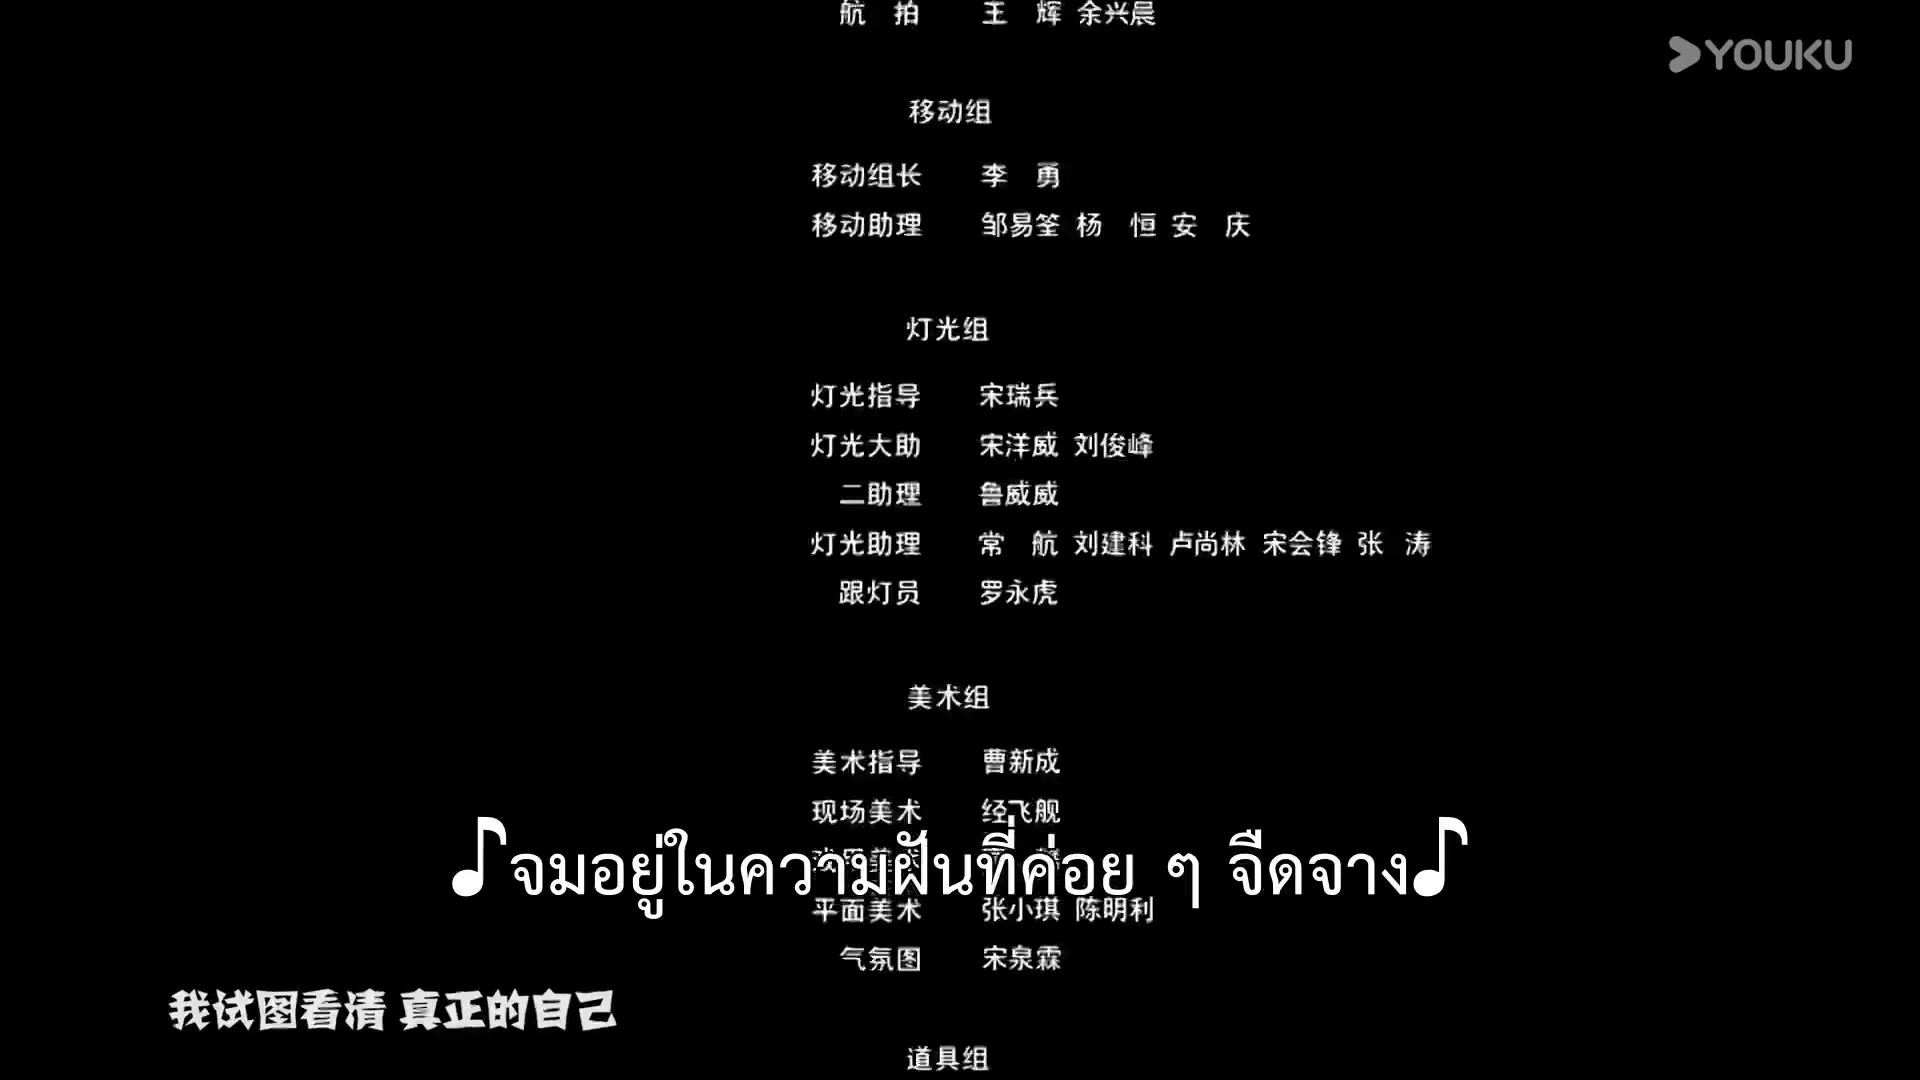 航 拍 王 辉 余兴晨
YOUKU
移动组
移动组长 李 勇
移动助理 邹易筌 杨 恒 安 庆
灯光组
灯光指导 宋瑞兵
灯光大助 宋洋威 刘俊峰
二助理 鲁威威
灯光助理 常 航 刘建科 卢尚林 宋会锋 张 涛
跟灯员 罗永虎
美术组
美术指导 曹新成
现场美术 经飞舰
♪จมอยู่ในความฝันที่ค่อย ๆ จืดจาง♪
平面美术 张小琪 陈明利
气氛图 宋泉霖
我试图看清 真正的自己
道具组